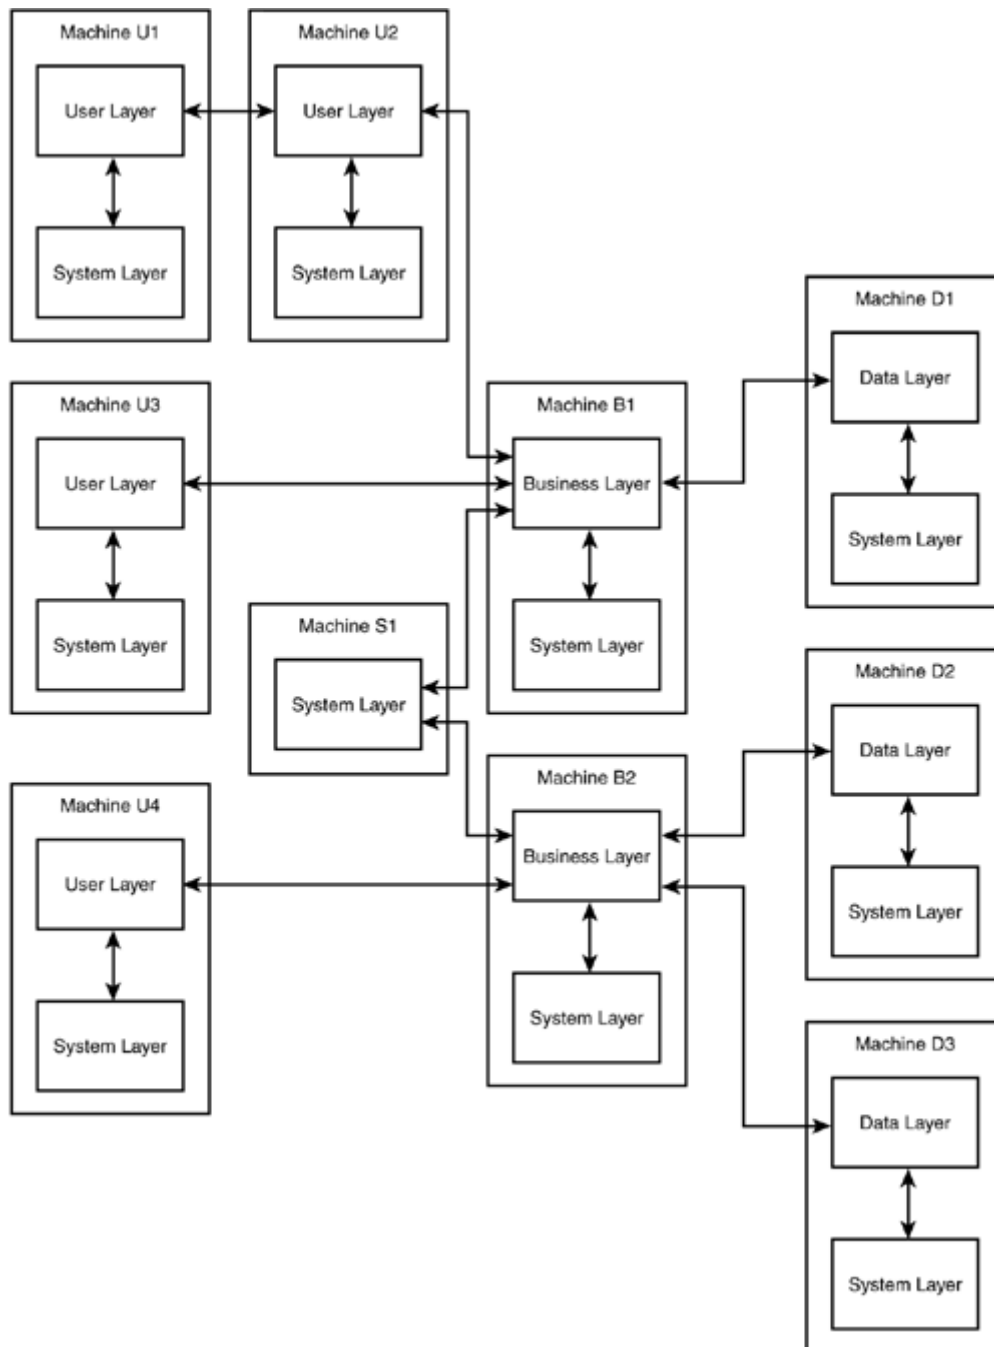 Machine U1
User Layer
System Layer
Machine U2
User Layer
System Layer
Machine D1
Data Layer
System Layer
Machine U3
User Layer
System Layer
Machine B1
Business Layer
System Layer
Machine S1
System Layer
Machine D2
Data Layer
System Layer
Machine B2
Business Layer
System Layer
Machine U4
User Layer
System Layer
Machine D3
Data Layer
System Layer